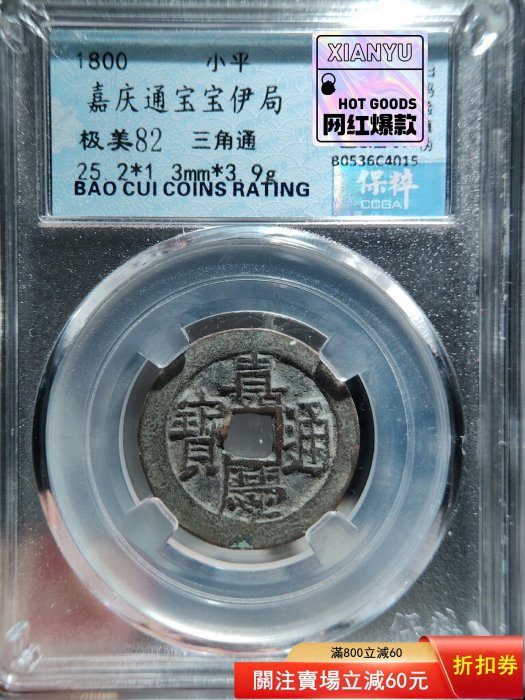 1800 小平
XIANYU
HOT GOODS
网红爆款
嘉庆通宝宝伊局
极美82 三角通
B0536C4015
25.2*1.3mm*3.9g
BAO CUI COINS RATING
保粹
CCGA
嘉慶通寶
滿800立減60
關注賣場立減60元
折扣券